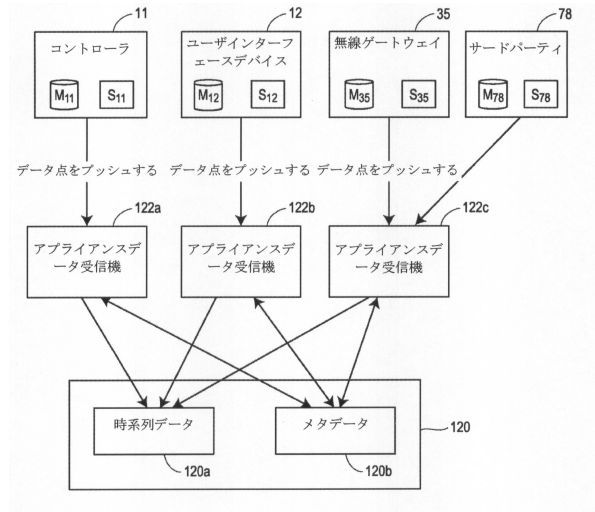 11
12
35
78
コントローラ
ユーザインターフ
ェースデバイス
無線ゲートウェイ
サードパーティ
M11
S11
M12
S12
M35
S35
M78
S78
データ点をプッシュする
データ点をプッシュする
データ点をプッシュする
122a
122b
122c
アプライアンスデ
ータ受信機
アプライアンスデ
ータ受信機
アプライアンスデ
ータ受信機
時系列データ
メタデータ
120
120a
120b